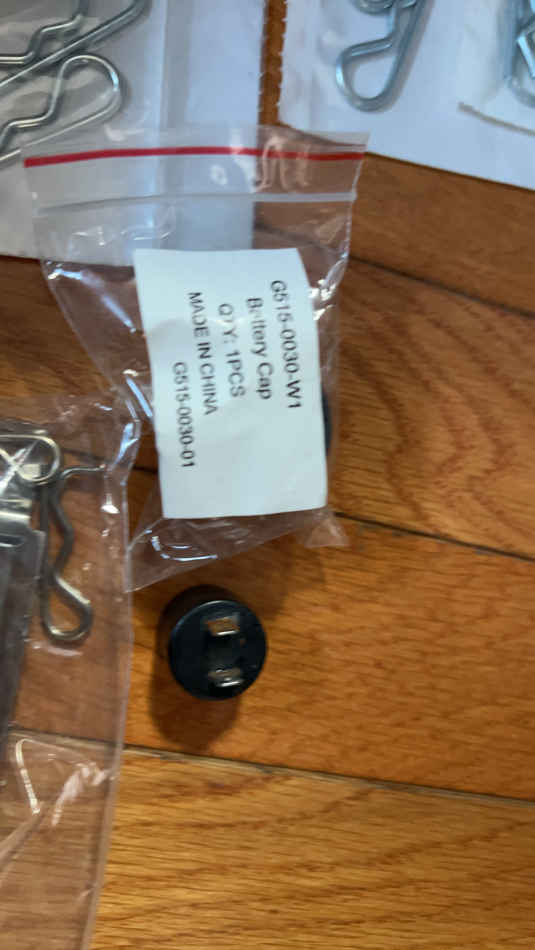 G515-0030-W1
Battery Cap
QTY: 1PCS
MADE IN CHINA
G515-0030-01